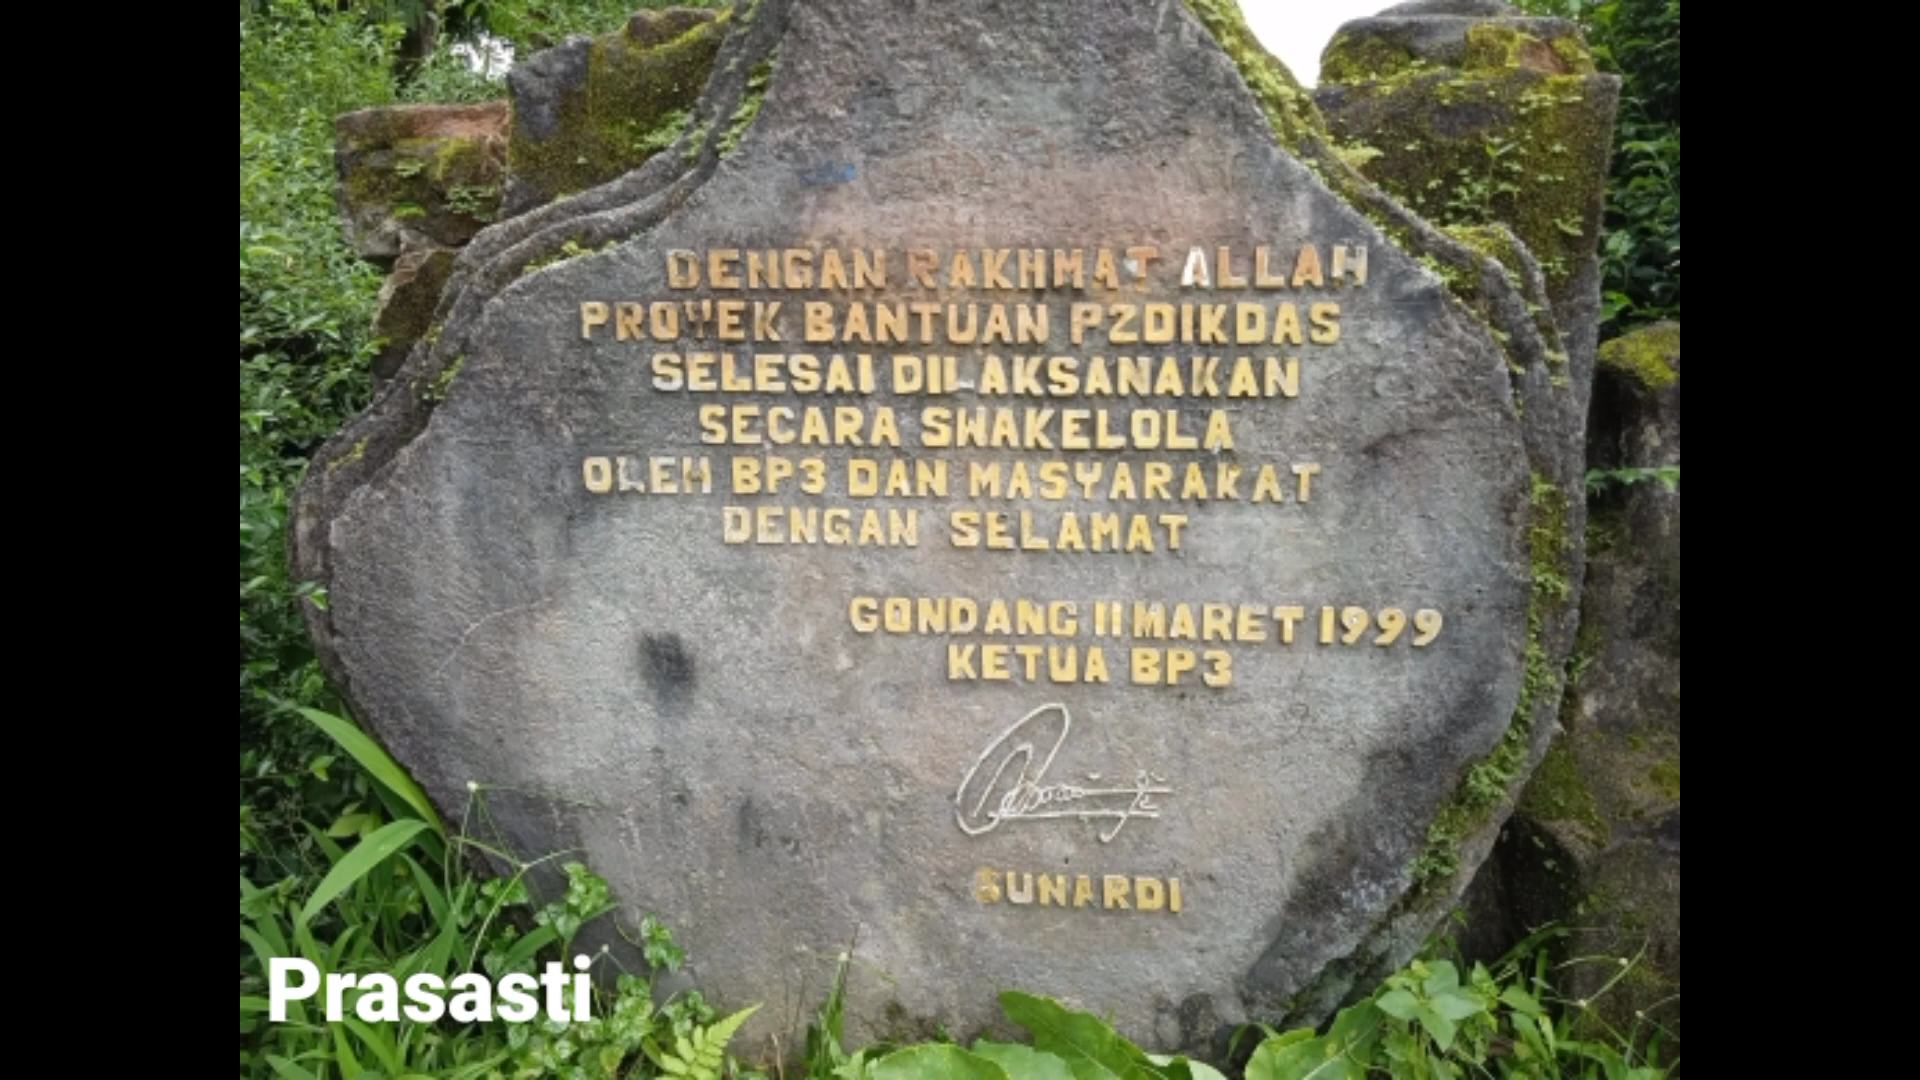 DENGAN RAKHMAT ALLAH
PROYEK BANTUAN P2DIKDAS
SELESAI DILAKSANAKAN
SECARA SWAKELOLA
OLEH BP3 DAN MASYARAKAT
DENGAN SELAMAT
GONDANG 11 MARET 1999
KETUA BP3
SUNARDI
Prasasti